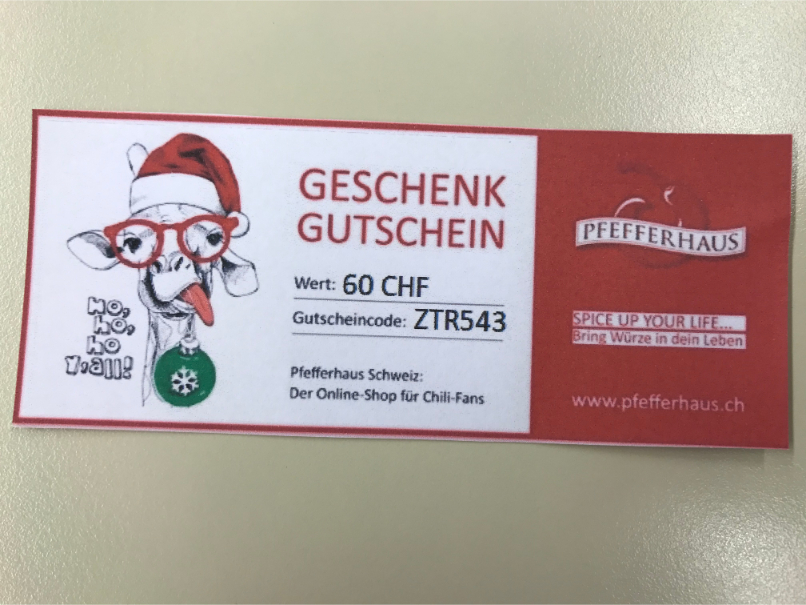 GESCHENK
GUTSCHEIN
Wert: 60 CHF
Gutscheincode: ZTR543
Pfefferhaus Schweiz:
Der Online-Shop für Chili-Fans
HO,
HO,
HO
Y'all!
PFEFFERHAUS
SPICE UP YOUR LIFE...
Bring Würze in dein Leben
www.pfefferhaus.ch